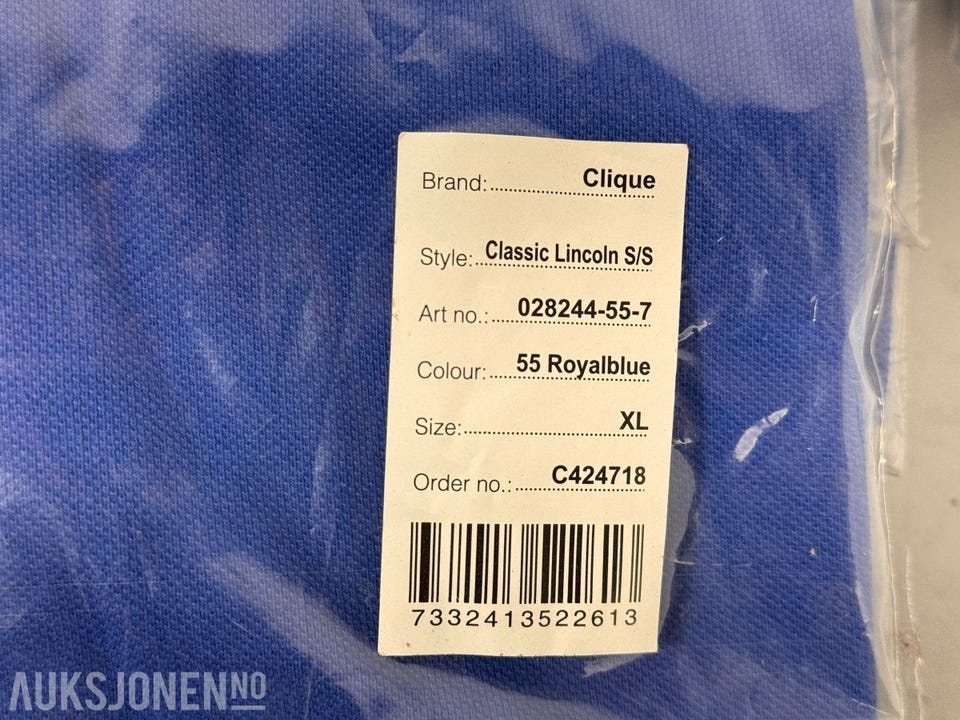 Brand: Clique
Style: Classic Lincoln S/S
Art no.: 028244-55-7
Colour: 55 Royalblue
Size: XL
Order no.: C424718
7332413522613
AUKSJONEN NO